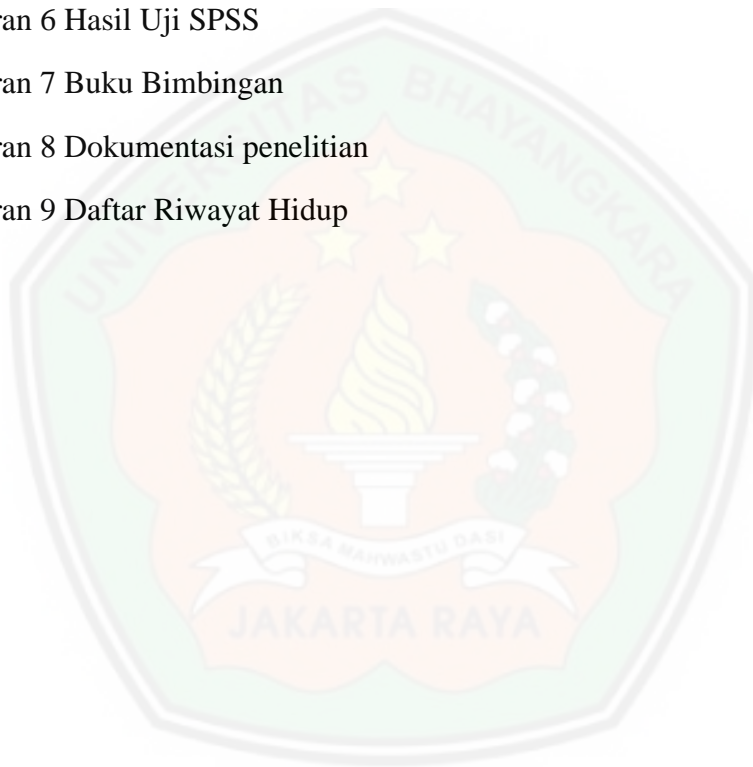 ran 6 Hasil Uji SPSS
ran 7 Buku Bimbingan
ran 8 Dokumentasi penelitian
ran 9 Daftar Riwayat Hidup
UNIVERSITAS BHAYANGKARA
BIKSA MAHWASTU DASI
JAKARTA RAYA